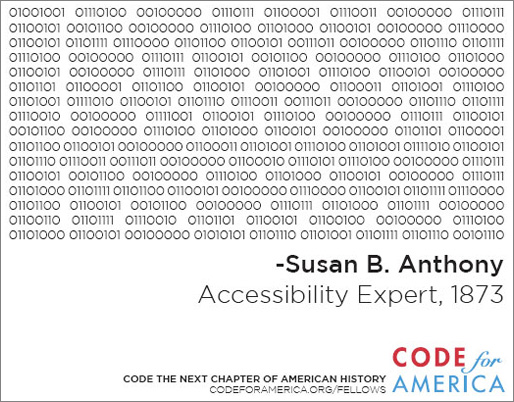 01001001 01110100 00100000 01110111 01100001 01110011 00100000 01110111
01100101 00101100 00100000 01110100 01101000 01100101 00100000 01110000
01100101 01101111 01110000 01101100 01100101 00101100 00100000 01101110 01101111
01110100 00100000 01110111 01100101 00101100 00100000 01110100 01101000
01100101 00100000 01110111 01101000 01101001 01110100 01100101 00100000
01101101 01100001 01101100 01100101 00100000 01100011 01101001 01110100
01101001 01111010 01100101 01101110 01110011 00111011 00100000 01101110 01101111
01110010 00100000 01111001 01100101 01110100 00100000 01110111 01100101
00101100 00100000 01110100 01101000 01100101 00100000 01101101 01100001
01101100 01100101 00100000 01100011 01101001 01110100 01101001 01111010 01100101
01101110 01110011 00111011 00100000 01100010 01110101 01110100 00100000 01110111
01100101 00101100 00100000 01110100 01101000 01100101 00100000 01110111
01101000 01101111 01101100 01100101 00100000 01110000 01100101 01101111 01110000
01101100 01100101 00101100 00100000 01110111 01101000 01101111 00100000
01100110 01101111 01110010 01101101 01100101 01100100 00100000 01110100
01101000 01100101 00100000 01010101 01101110 01101001 01101111 01101110 00101110
-Susan B. Anthony
Accessibility Expert, 1873
CODE THE NEXT CHAPTER OF AMERICAN HISTORY
CODEFORAMERICA.ORG/FELLOWS
CODE for
AMERICA